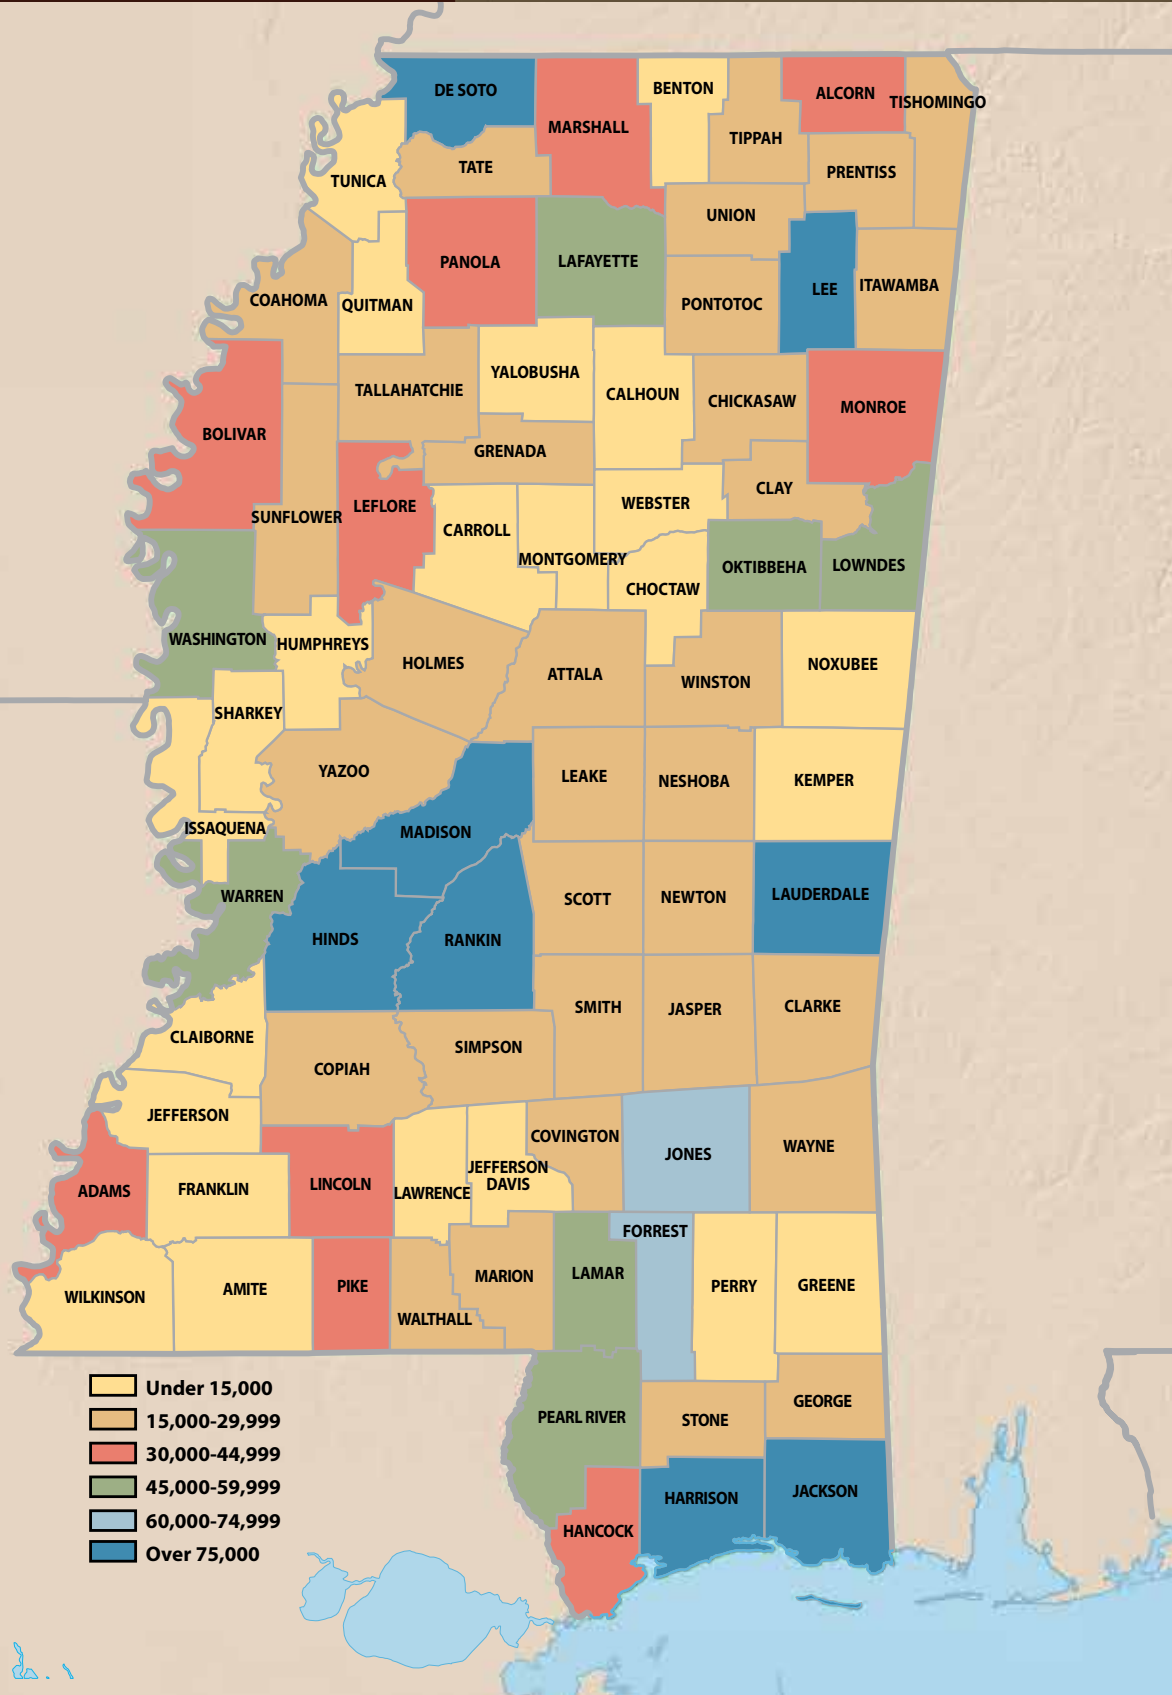 DE SOTO
MARSHALL
BENTON
TIPPAH
ALCORN
TISHOMINGO
TUNICA
TATE
PRENTISS
UNION
PANOLA
LAFAYETTE
COAHOMA
QUITMAN
PONTOTOC
LEE
ITAWAMBA
TALLAHATCHIE
YALOBUSHA
CALHOUN
CHICKASAW
MONROE
BOLIVAR
GRENADA
CLAY
SUNFLOWER
LEFLORE
CARROLL
WEBSTER
MONTGOMERY
CHOCTAW
OKTIBBEHA
LOWNDES
WASHINGTON
HUMPHREYS
HOLMES
ATTALA
WINSTON
NOXUBEE
SHARKEY
YAZOO
LEAKE
NESHOBA
KEMPER
ISSAQUENA
MADISON
WARREN
SCOTT
NEWTON
LAUDERDALE
HINDS
RANKIN
SMITH
JASPER
CLARKE
CLAIBORNE
COPIAH
SIMPSON
JEFFERSON
COVINGTON
JONES
WAYNE
ADAMS
FRANKLIN
LINCOLN
LAWRENCE
JEFFERSON
DAVIS
FORREST
WILKINSON
AMITE
PIKE
WALTHALL
MARION
LAMAR
PERRY
GREENE
PEARL RIVER
STONE
GEORGE
HANCOCK
HARRISON
JACKSON
Under 15,000
15,000-29,999
30,000-44,999
45,000-59,999
60,000-74,999
Over 75,000